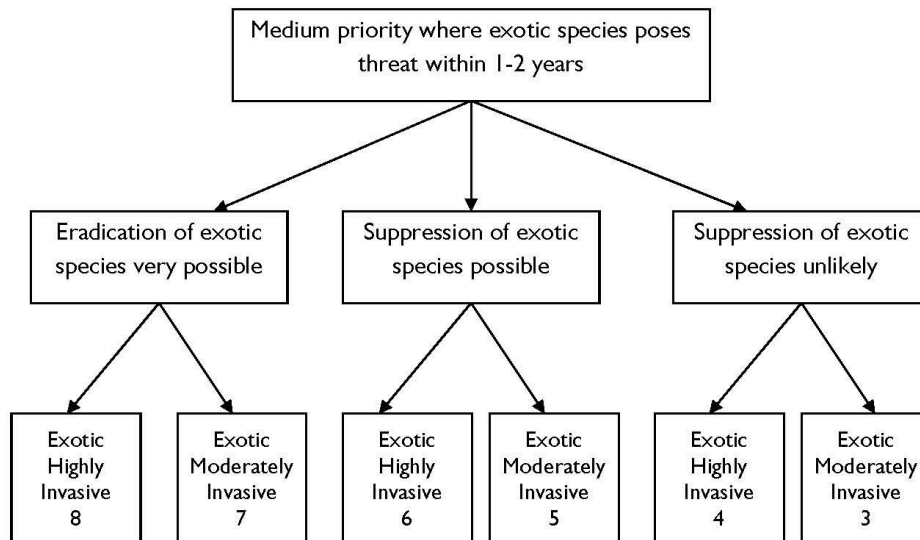 Medium priority where exotic species poses
threat within 1-2 years
Eradication of exotic
species very possible
Suppression of exotic
species possible
Suppression of exotic
species unlikely
Exotic
Highly
Invasive
8
Exotic
Moderately
Invasive
7
Exotic
Highly
Invasive
6
Exotic
Moderately
Invasive
5
Exotic
Highly
Invasive
4
Exotic
Moderately
Invasive
3